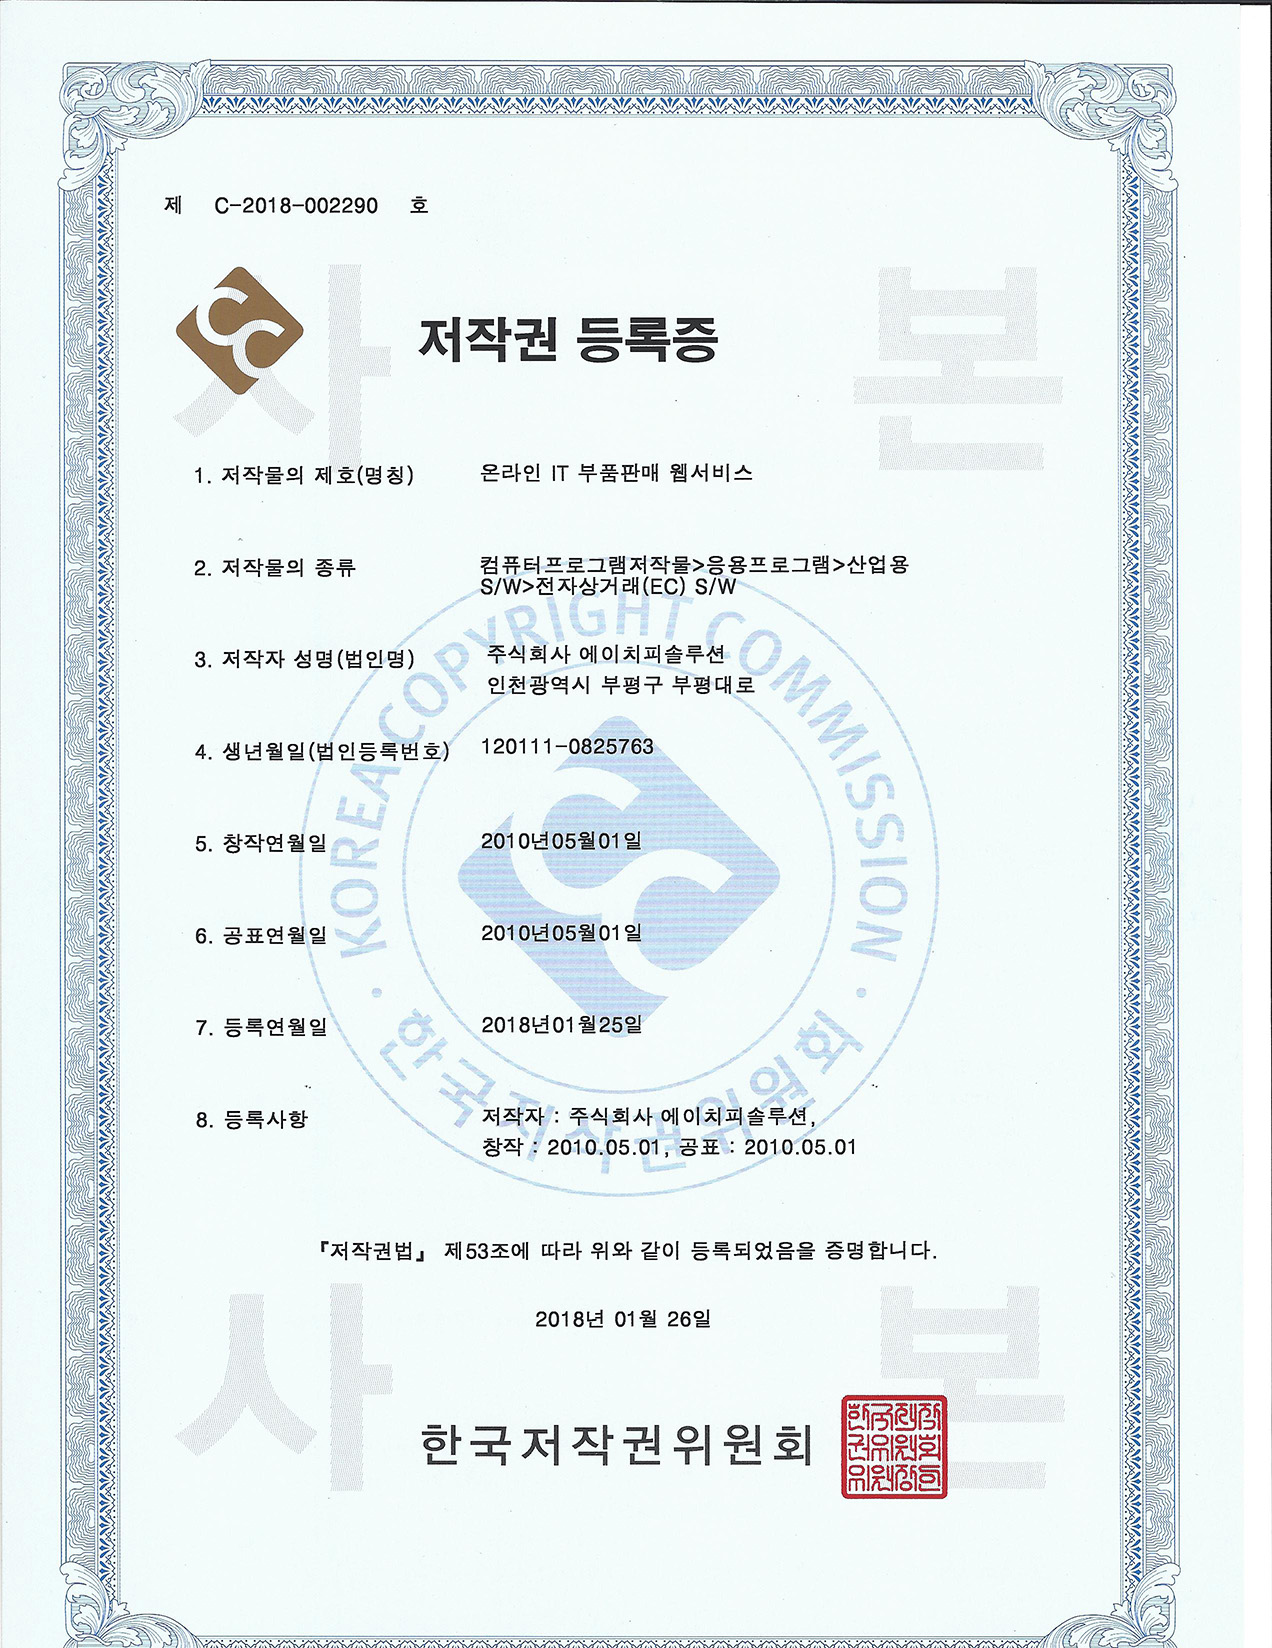 제 C-2018-002290 호
사 본
저작권 등록증
1. 저작물의 제호(명칭) 온라인 IT 부품판매 웹서비스
2. 저작물의 종류 컴퓨터프로그램저작물>응용프로그램>산업용
S/W>전자상거래(EC) S/W
3. 저작자 성명(법인명) 주식회사 에이치피솔루션
인천광역시 부평구 부평대로
4. 생년월일(법인등록번호) 120111-0825763
5. 창작연월일 2010년05월01일
6. 공표연월일 2010년05월01일
7. 등록연월일 2018년01월25일
8. 등록사항 저작자 : 주식회사 에이치피솔루션,
창작 : 2010.05.01, 공표 : 2010.05.01
KOREA COPYRIGHT COMMISSION
· 한국저작권위원회 ·
『저작권법』 제53조에 따라 위와 같이 등록되었음을 증명합니다.
2018년 01월 26일
사 본
한국저작권위원회